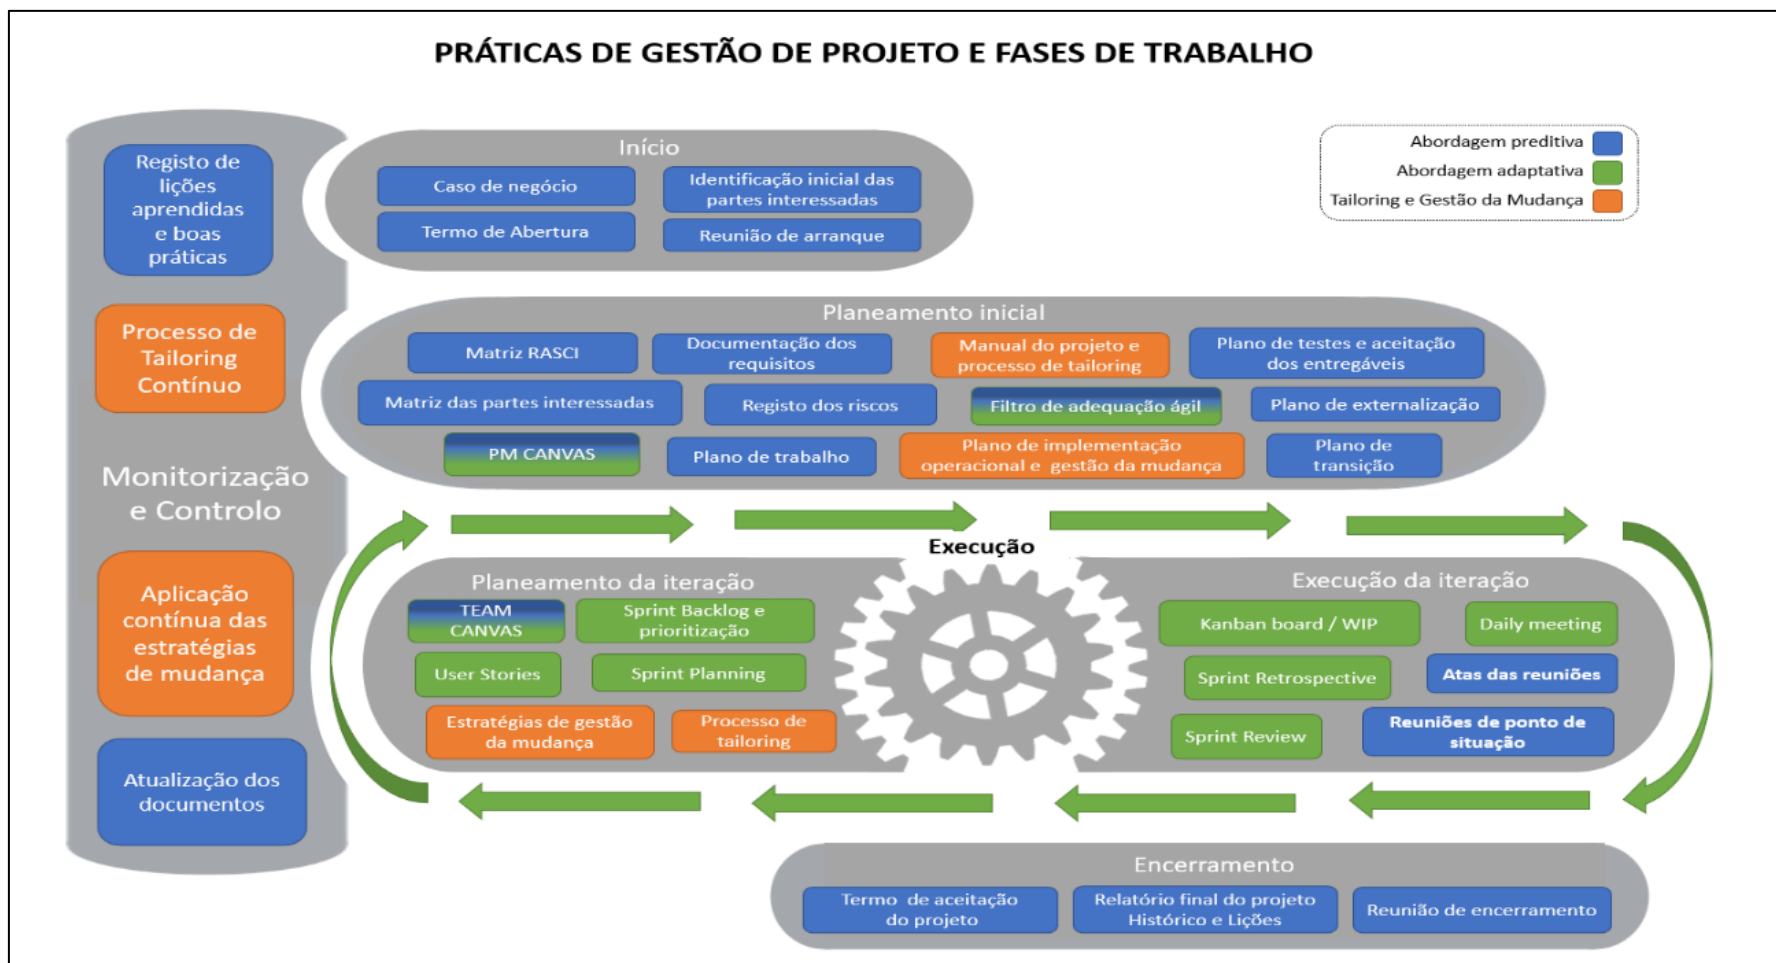 PRÁTICAS DE GESTÃO DE PROJETO E FASES DE TRABALHO
Abordagem preditiva
Abordagem adaptativa
Tailoring e Gestão da Mudança
Registo de
lições
aprendidas
e boas
práticas
Processo de
Tailoring
Contínuo
Monitorização
e Controlo
Aplicação
contínua das
estratégias
de mudança
Atualização dos
documentos
Início
Caso de negócio
Identificação inicial das
partes interessadas
Termo de Abertura
Reunião de arranque
Planeamento inicial
Matriz RASCI
Documentação dos
requisitos
Manual do projeto e
processo de tailoring
Plano de testes e aceitação
dos entregáveis
Matriz das partes interessadas
Registo dos riscos
Filtro de adequação ágil
Plano de externalização
PM CANVAS
Plano de trabalho
Plano de implementação
operacional e gestão da mudança
Plano de
transição
Execução
Planeamento da iteração
TEAM
CANVAS
Sprint Backlog e
prioritização
User Stories
Sprint Planning
Estratégias de gestão
da mudança
Processo de
tailoring
Execução da iteração
Kanban board / WIP
Daily meeting
Sprint Retrospective
Atas das reuniões
Sprint Review
Reuniões de ponto de
situação
Encerramento
Termo de aceitação
do projeto
Relatório final do projeto
Histórico e Lições
Reunião de encerramento